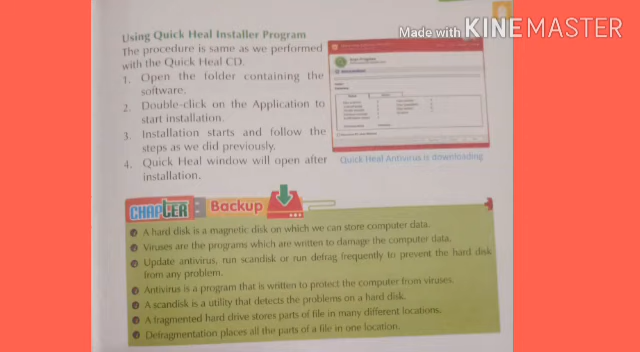 Made with KINEMASTER
Using Quick Heal Installer Program
The procedure is same as we performed
with the Quick Heal CD.
1. Open the folder containing the
software.
2. Double-click on the Application to
start installation.
3. Installation starts and follow the
steps as we did previously.
4. Quick Heal window will open after
installation.
Quick Heal Antivirus is downloading
CHAPTER Backup
A hard disk is a magnetic disk on which we can store computer data.
Viruses are the programs which are written to damage the computer data.
Update antivirus, run scandisk or run defrag frequently to prevent the hard disk
from any problem.
Antivirus is a program that is written to protect the computer from viruses.
A scandisk is a utility that detects the problems on a hard disk.
A fragmented hard drive stores parts of file in many different locations.
Defragmentation places all the parts of a file in one location.